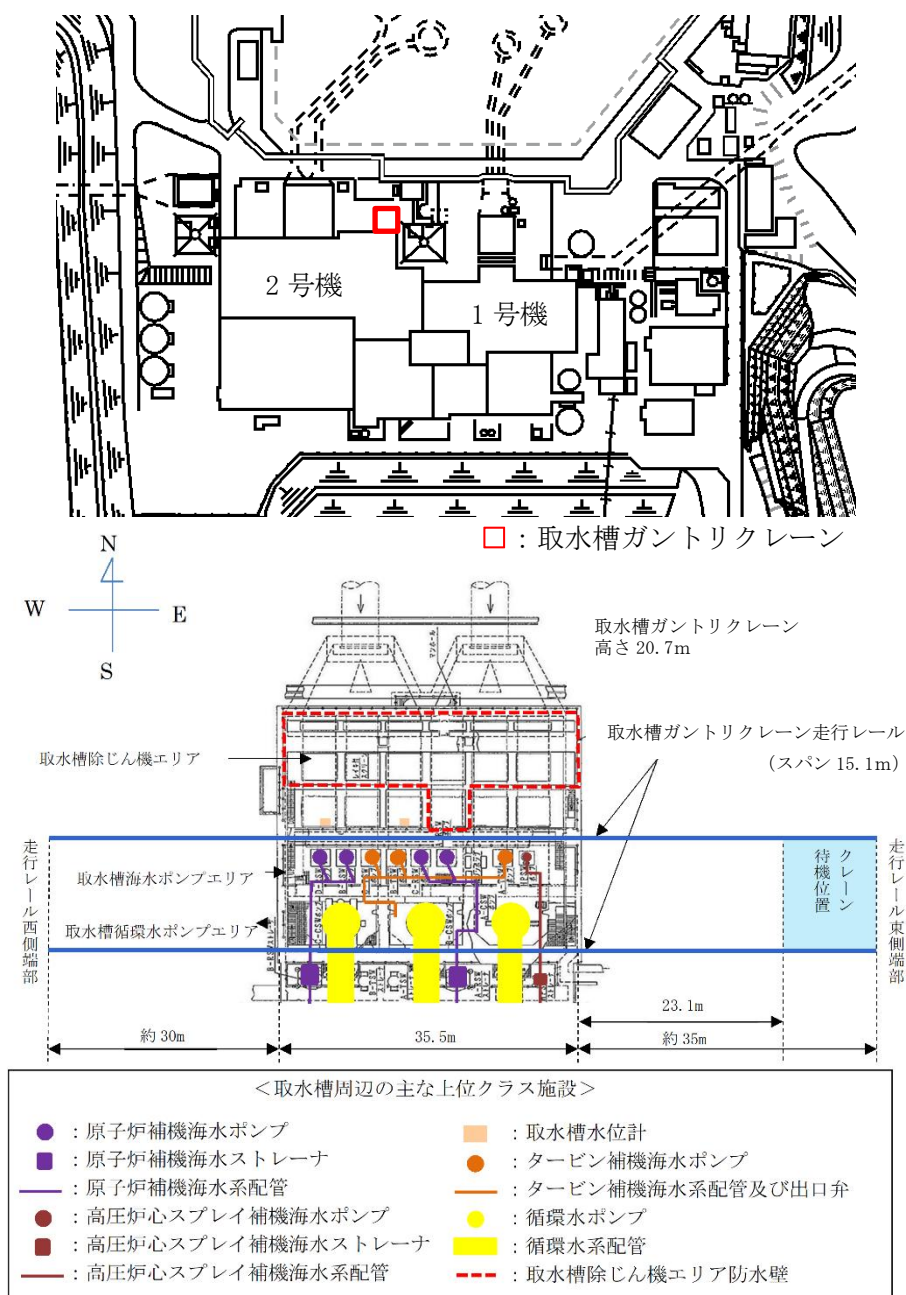 2 号機
1 号機
：取水槽ガントリクレーン
N
W
E
S
取水槽ガントリクレーン
高さ 20.7m
マンホール
取水槽ガントリクレーン走行レール
（スパン 15.1m）
取水槽除じん機エリア
走行レール西側端部
取水槽海水ポンプエリア
取水槽循環水ポンプエリア
クレーン
待機位置
走行レール東側端部
23.1m
約 30m
35.5m
約 35m
＜取水槽周辺の主な上位クラス施設＞
：原子炉補機海水ポンプ
：原子炉補機海水ストレーナ
：原子炉補機海水系配管
：高圧炉心スプレイ補機海水ポンプ
：高圧炉心スプレイ補機海水ストレーナ
：高圧炉心スプレイ補機海水系配管
：取水槽水位計
：タービン補機海水ポンプ
：タービン補機海水系配管及び出口弁
：循環水ポンプ
：循環水系配管
：取水槽除じん機エリア防水壁